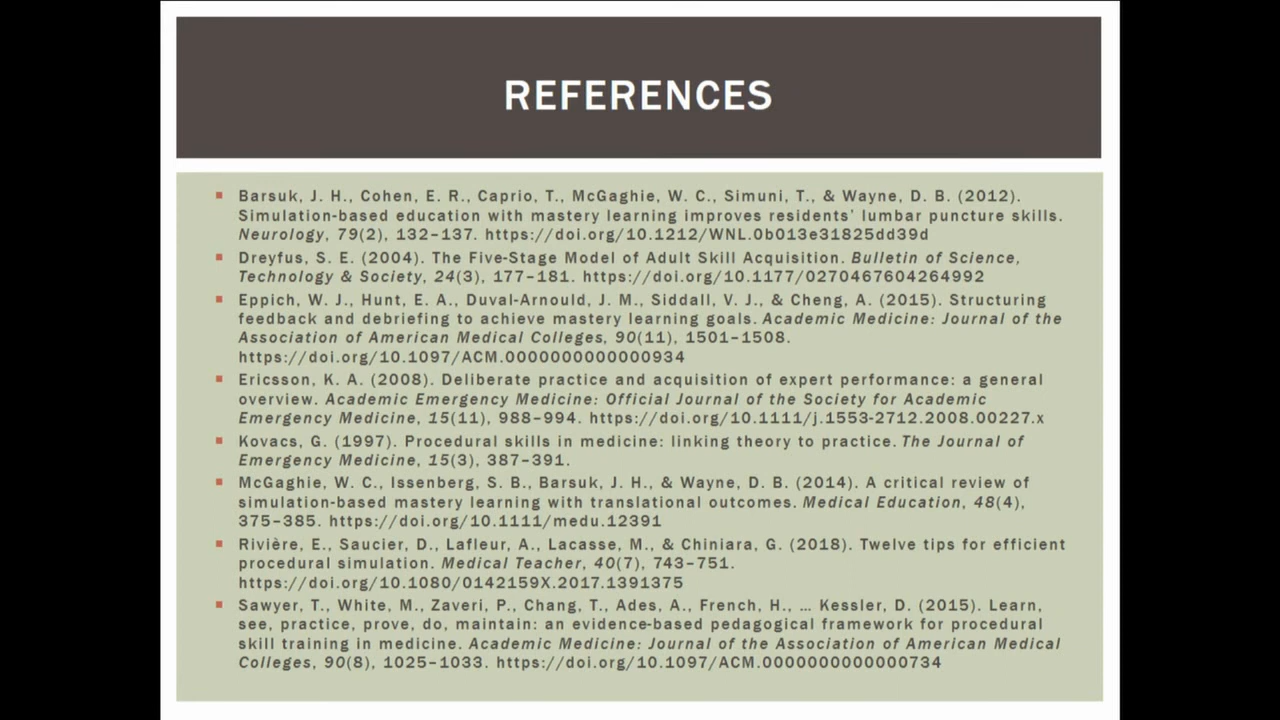 REFERENCES
Barsuk, J. H., Cohen, E. R., Caprio, T., McGaghie, W. C., Simuni, T., & Wayne, D. B. (2012).
Simulation-based education with mastery learning improves residents' lumbar puncture skills.
Neurology, 79(2), 132–137. https://doi.org/10.1212/WNL.0b013e31825dd39d
Dreyfus, S. E. (2004). The Five-Stage Model of Adult Skill Acquisition. Bulletin of Science,
Technology & Society, 24(3), 177–181. https://doi.org/10.1177/0270467604264992
Eppich, W. J., Hunt, E. A., Duval-Arnould, J. M., Siddall, V. J., & Cheng, A. (2015). Structuring
feedback and debriefing to achieve mastery learning goals. Academic Medicine: Journal of the
Association of American Medical Colleges, 90(11), 1501–1508.
https://doi.org/10.1097/ACM.0000000000000934
Ericsson, K. A. (2008). Deliberate practice and acquisition of expert performance: a general
overview. Academic Emergency Medicine: Official Journal of the Society for Academic
Emergency Medicine, 15(11), 988–994. https://doi.org/10.1111/j.1553-2712.2008.00227.x
Kovacs, G. (1997). Procedural skills in medicine: linking theory to practice. The Journal of
Emergency Medicine, 15(3), 387–391.
McGaghie, W. C., Issenberg, S. B., Barsuk, J. H., & Wayne, D. B. (2014). A critical review of
simulation-based mastery learning with translational outcomes. Medical Education, 48(4),
375–385. https://doi.org/10.1111/medu.12391
Rivière, E., Saucier, D., Lafleur, A., Lacasse, M., & Chiniara, G. (2018). Twelve tips for efficient
procedural simulation. Medical Teacher, 40(7), 743–751.
https://doi.org/10.1080/0142159X.2017.1391375
Sawyer, T., White, M., Zaveri, P., Chang, T., Ades, A., French, H., … Kessler, D. (2015). Learn,
see, practice, prove, do, maintain: an evidence-based pedagogical framework for procedural
skill training in medicine. Academic Medicine: Journal of the Association of American Medical
Colleges, 90(8), 1025–1033. https://doi.org/10.1097/ACM.0000000000000734